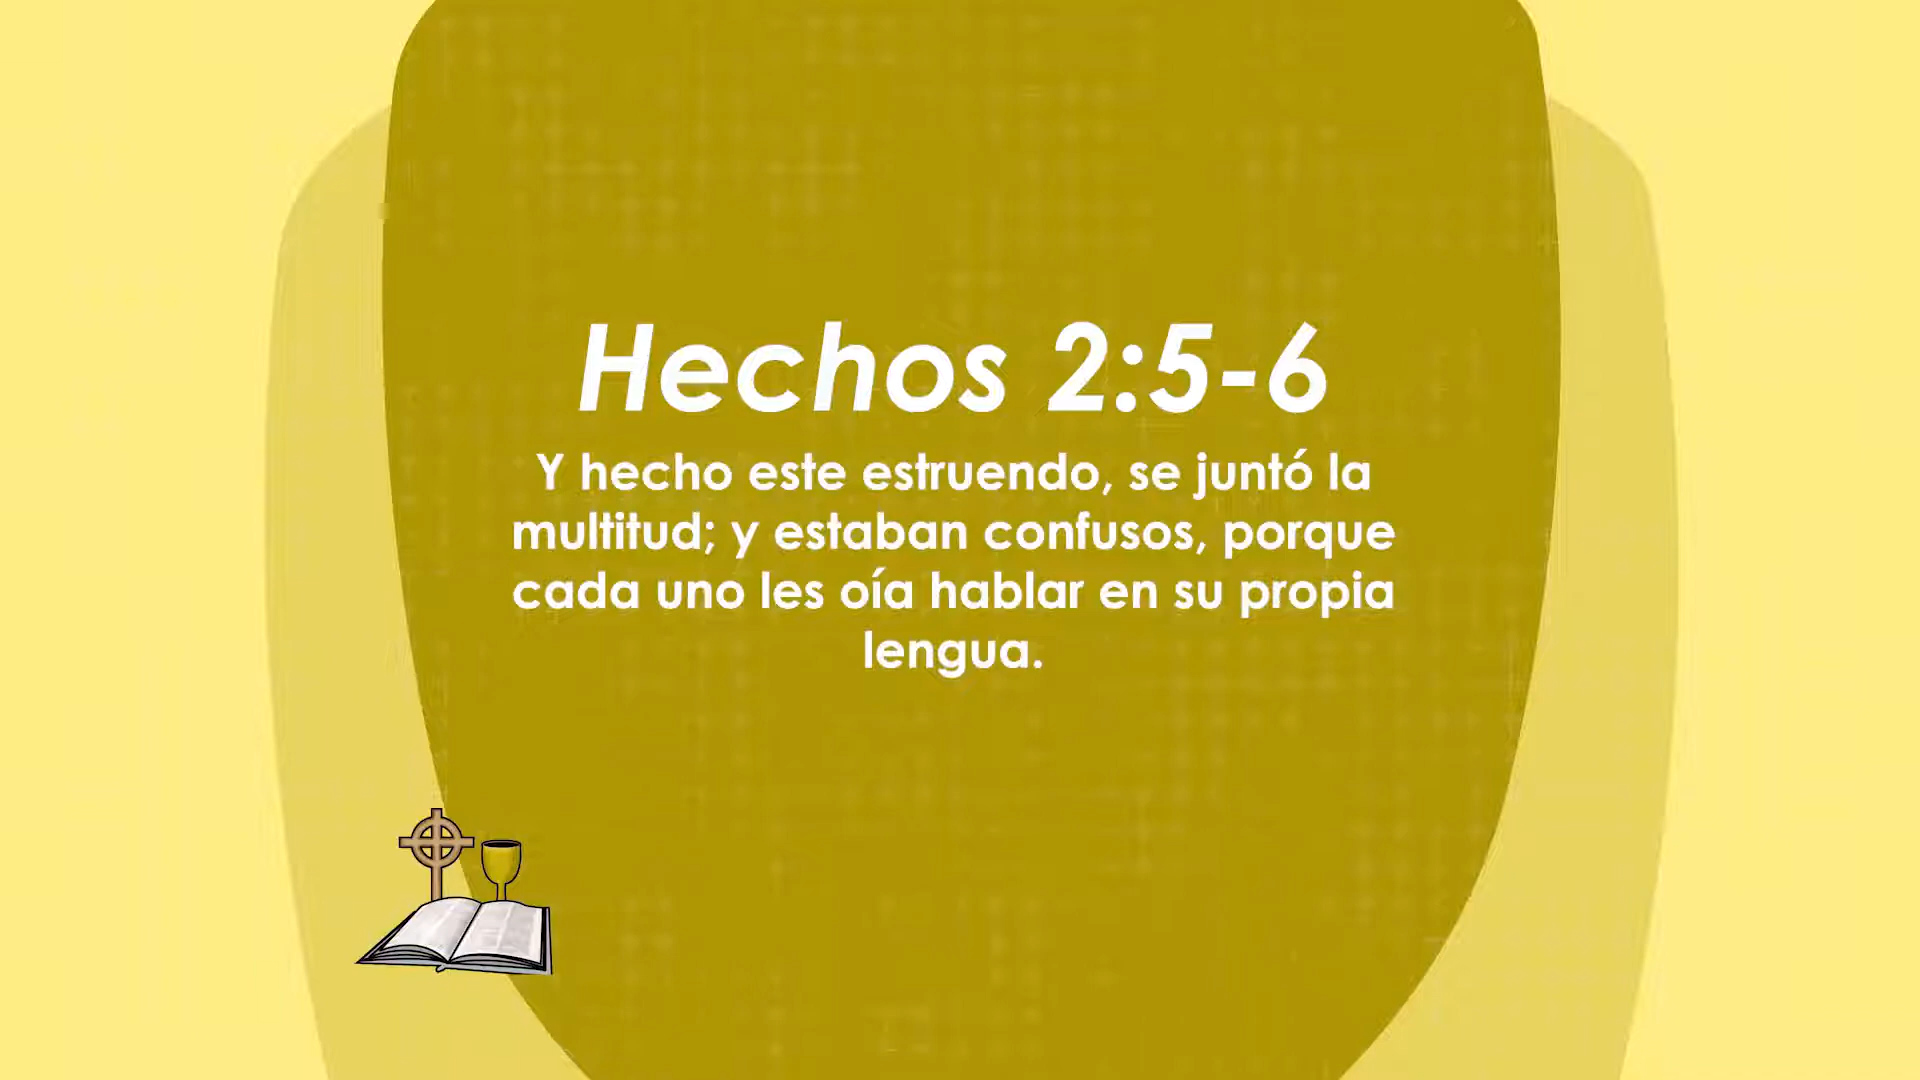 Hechos 2:5-6
Y hecho este estruendo, se juntó la
multitud; y estaban confusos, porque
cada uno les oía hablar en su propia
lengua.